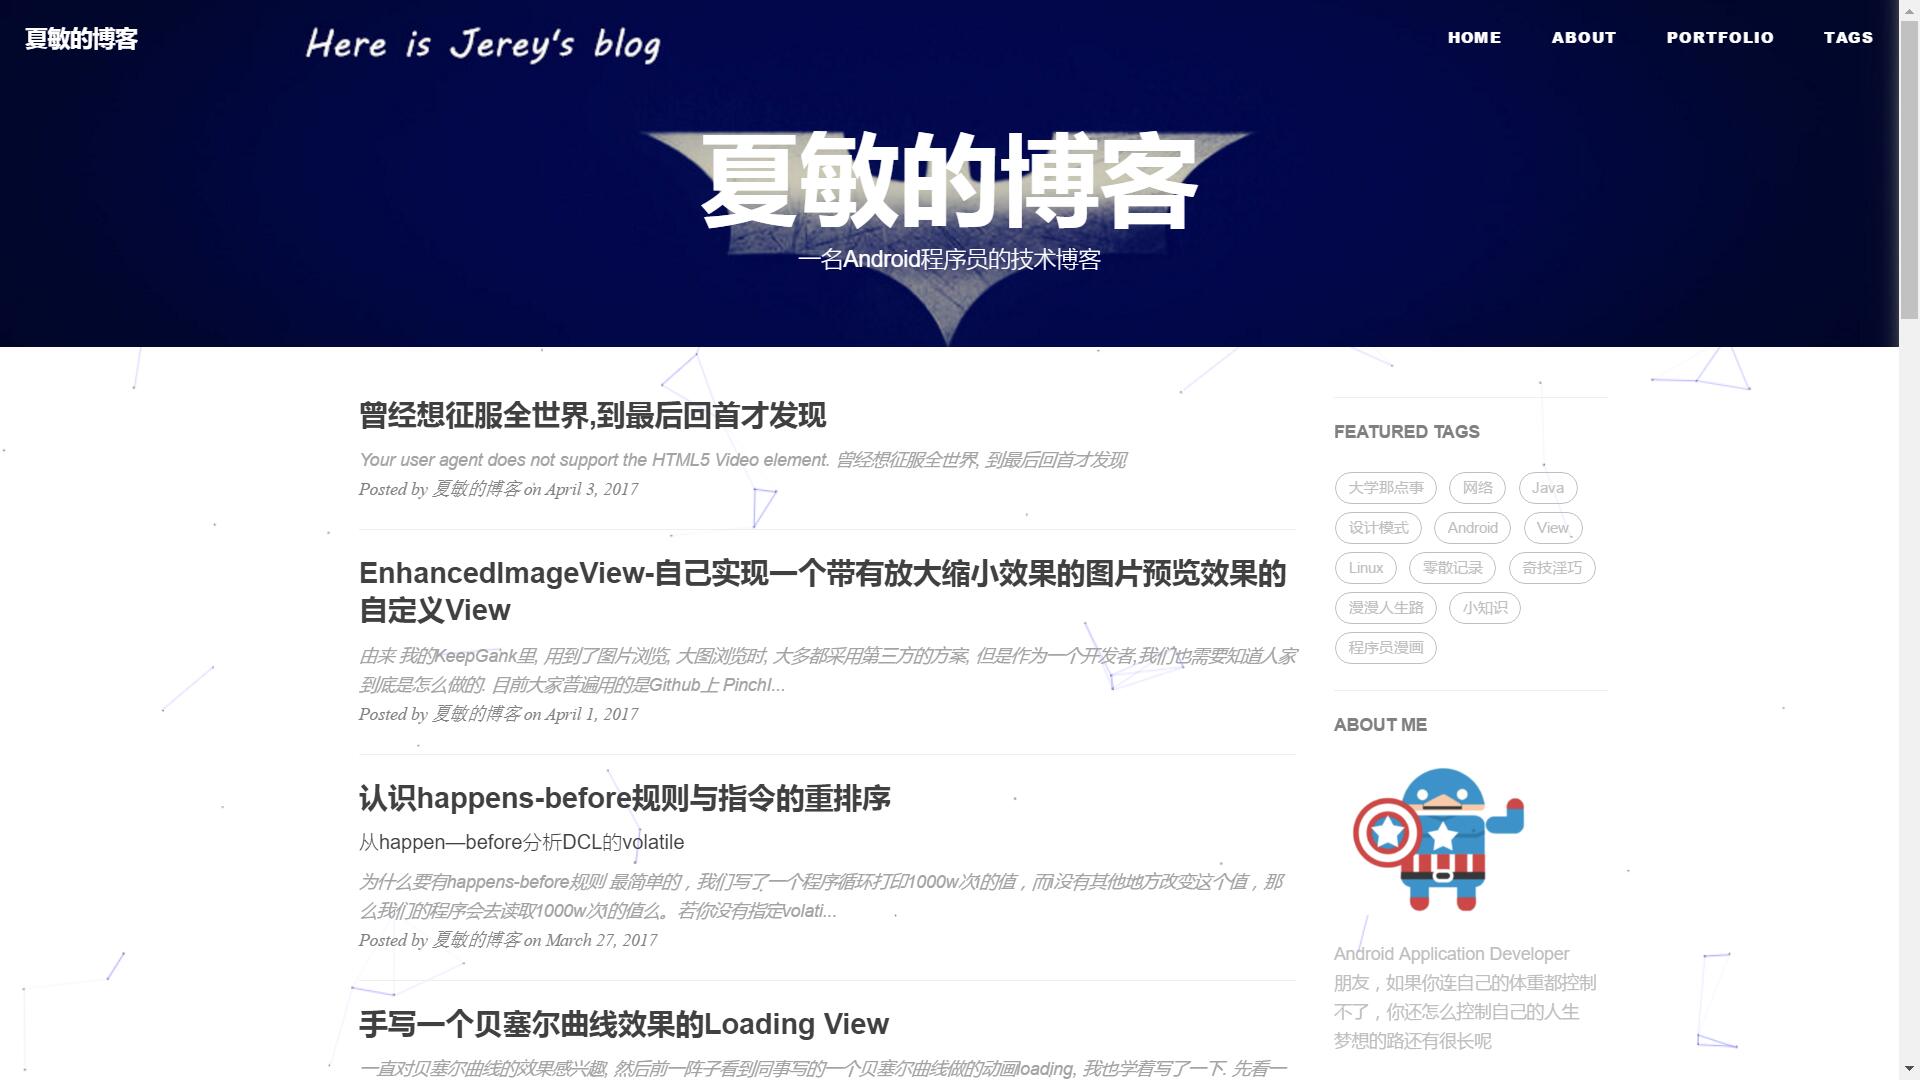 夏敏的博客
Here is Jerey's blog
HOME ABOUT PORTFOLIO TAGS
夏敏的博客
一名Android程序员的技术博客
曾经想征服全世界,到最后回首才发现
Your user agent does not support the HTML5 Video element. 曾经想征服全世界, 到最后回首才发现
Posted by 夏敏的博客 on April 3, 2017
EnhancedImageView-自己实现一个带有放大缩小效果的图片预览效果的
自定义View
由来 我的KeepGank里, 用到了图片浏览, 大图浏览时, 大多都采用第三方的方案, 但是作为一个开发者,我们也需要知道人家
到底是怎么做的. 目前大家普遍用的是Github上 PinchI...
Posted by 夏敏的博客 on April 1, 2017
认识happens-before规则与指令的重排序
从happen—before分析DCL的volatile
为什么要有happens-before规则 最简单的，我们写了一个程序循环打印1000w次i的值，而i没有其他地方改变这个值，那
么我们的程序会去读取1000w次i的值么。若你没有指定volati...
Posted by 夏敏的博客 on March 27, 2017
手写一个贝塞尔曲线效果的Loading View
一直对贝塞尔曲线的效果感兴趣, 然后前一阵子看到同事写的一个贝塞尔曲线做的动画loading, 我也学着写了一下. 先看一
FEATURED TAGS
大学那点事 网络 Java
设计模式 Android View
Linux 零散记录 奇技淫巧
漫漫人生路 小知识
程序员漫画
ABOUT ME
Android Application Developer
朋友，如果你连自己的体重都控制
不了，你还怎么控制自己的人生
梦想的路还有很长呢